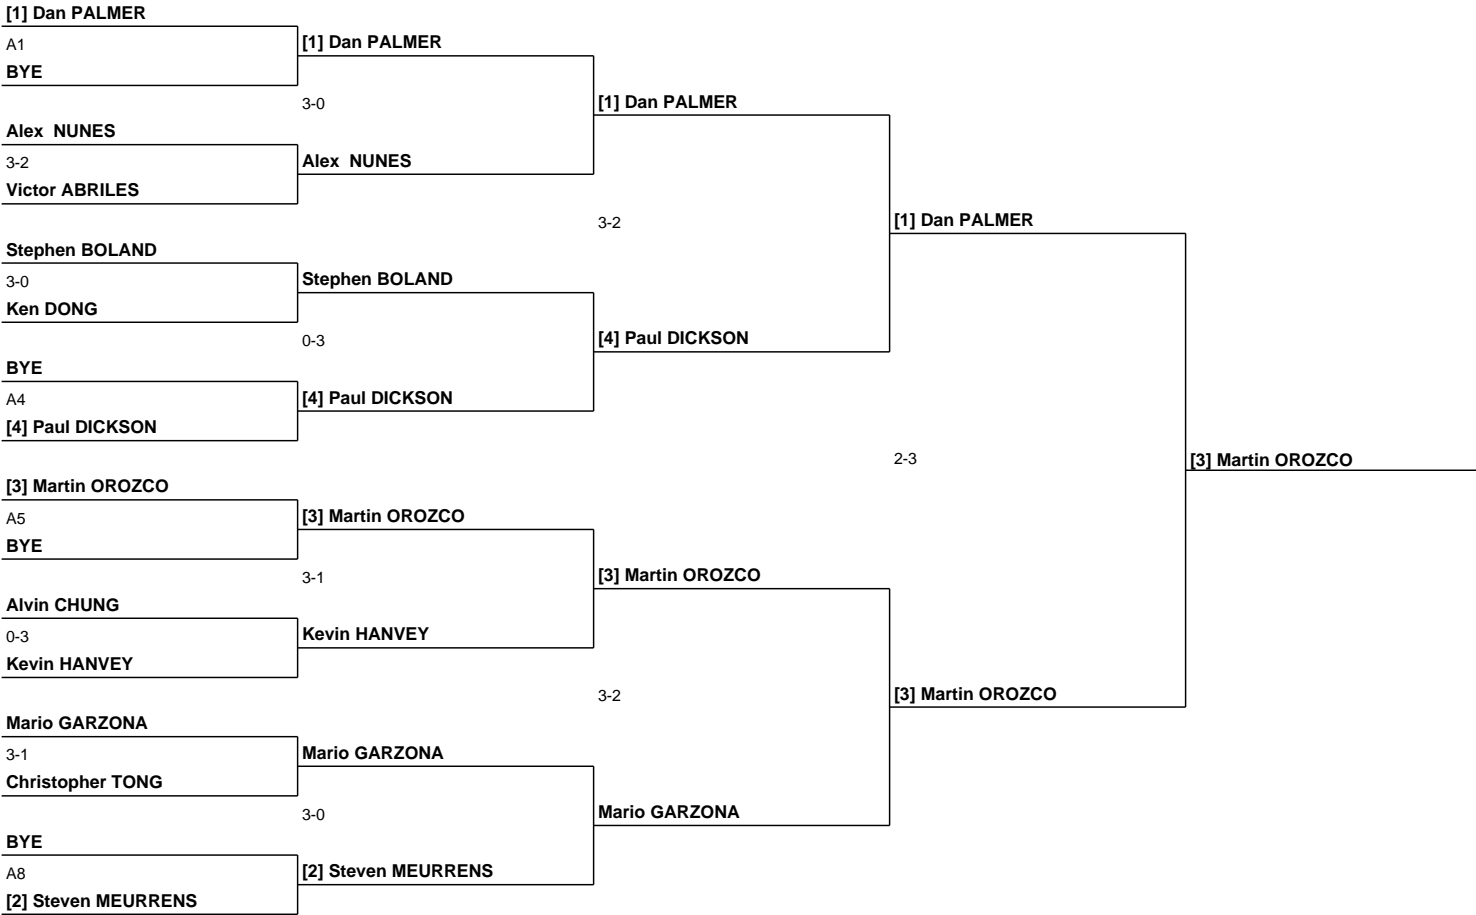 [1] Dan PALMER
A1
BYE
[1] Dan PALMER
3-0
[1] Dan PALMER
Alex  NUNES
3-2
Victor ABRILES
Alex  NUNES
3-2
[1] Dan PALMER
Stephen BOLAND
3-0
Ken DONG
Stephen BOLAND
0-3
[4] Paul DICKSON
BYE
A4
[4] Paul DICKSON
[4] Paul DICKSON
2-3
[3] Martin OROZCO
[3] Martin OROZCO
A5
BYE
[3] Martin OROZCO
3-1
[3] Martin OROZCO
Alvin CHUNG
0-3
Kevin HANVEY
Kevin HANVEY
3-2
[3] Martin OROZCO
Mario GARZONA
3-1
Christopher TONG
Mario GARZONA
3-0
Mario GARZONA
BYE
A8
[2] Steven MEURRENS
[2] Steven MEURRENS